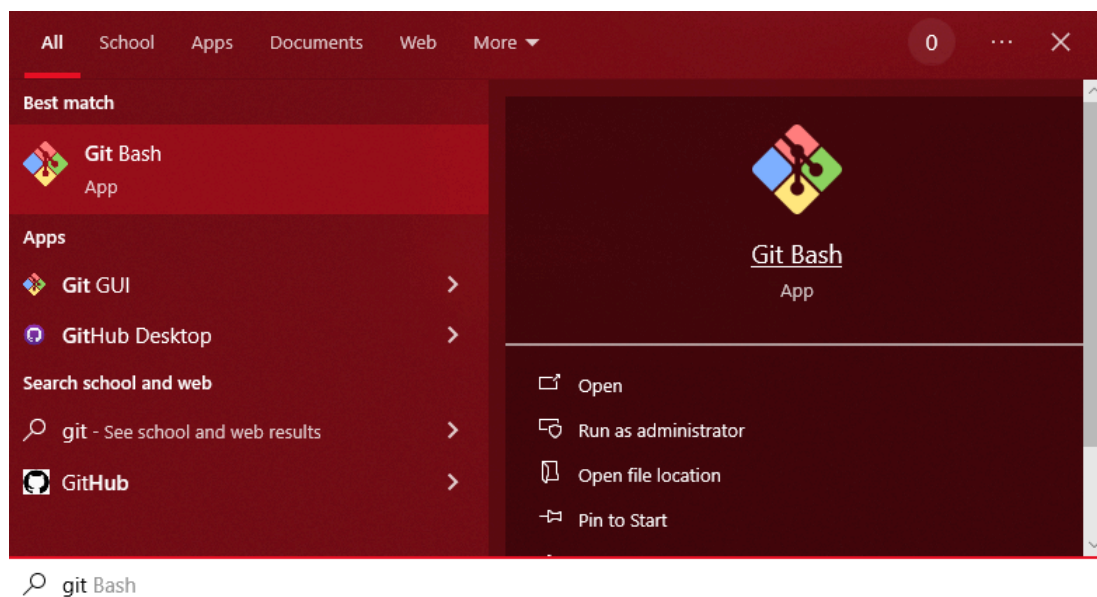 All School Apps Documents Web More 0 ...
Best match
Git Bash
App
Apps
Git GUI
GitHub Desktop
Search school and web
git - See school and web results
GitHub
Git Bash
App
Open
Run as administrator
Open file location
Pin to Start
git Bash